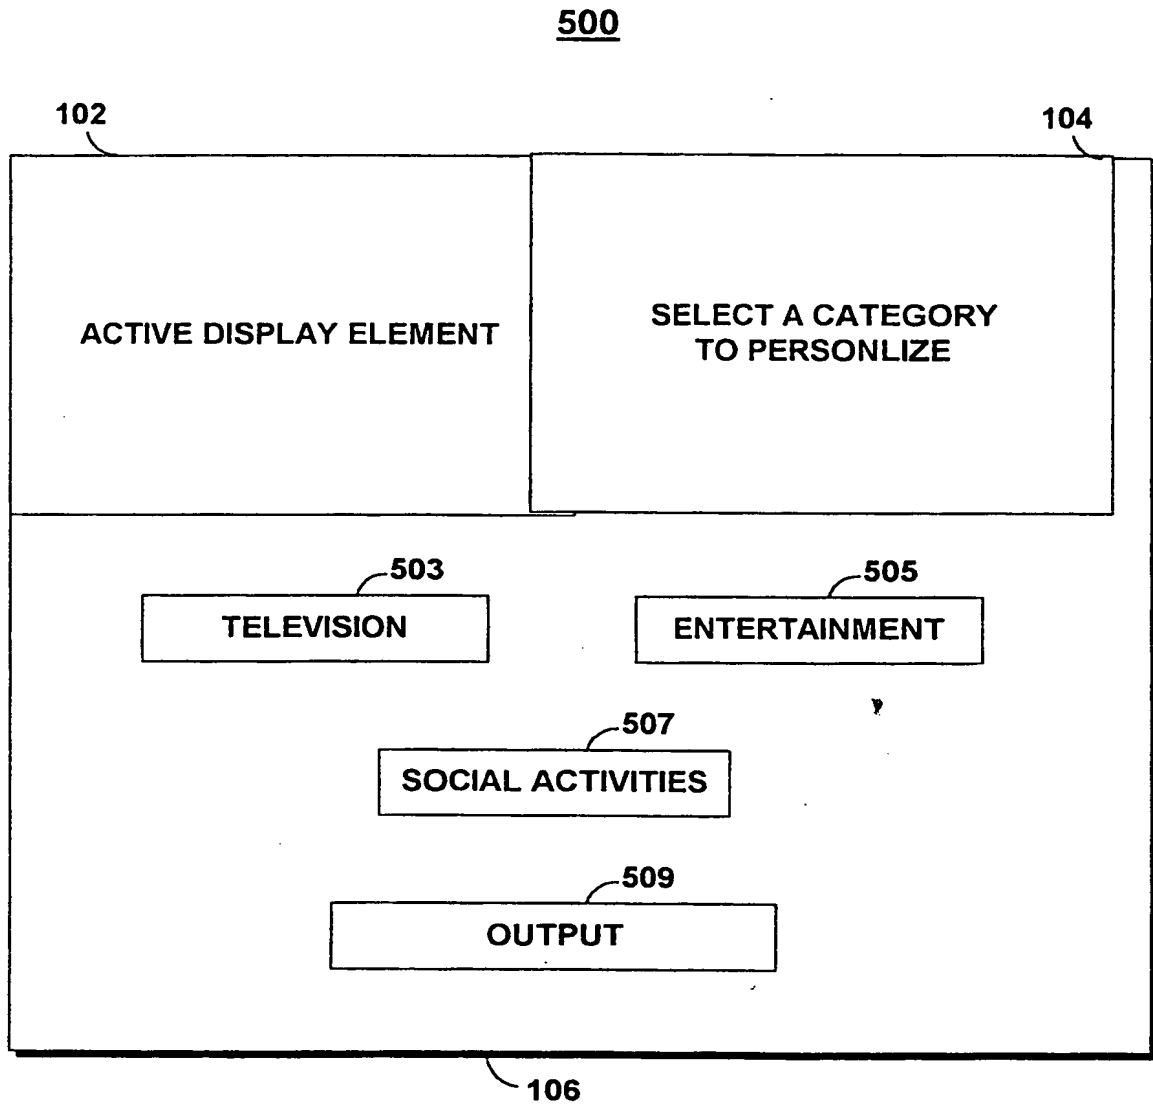 500
102
104
ACTIVE DISPLAY ELEMENT
SELECT A CATEGORY
TO PERSONLIZE
503
TELEVISION
505
ENTERTAINMENT
507
SOCIAL ACTIVITIES
509
OUTPUT
106